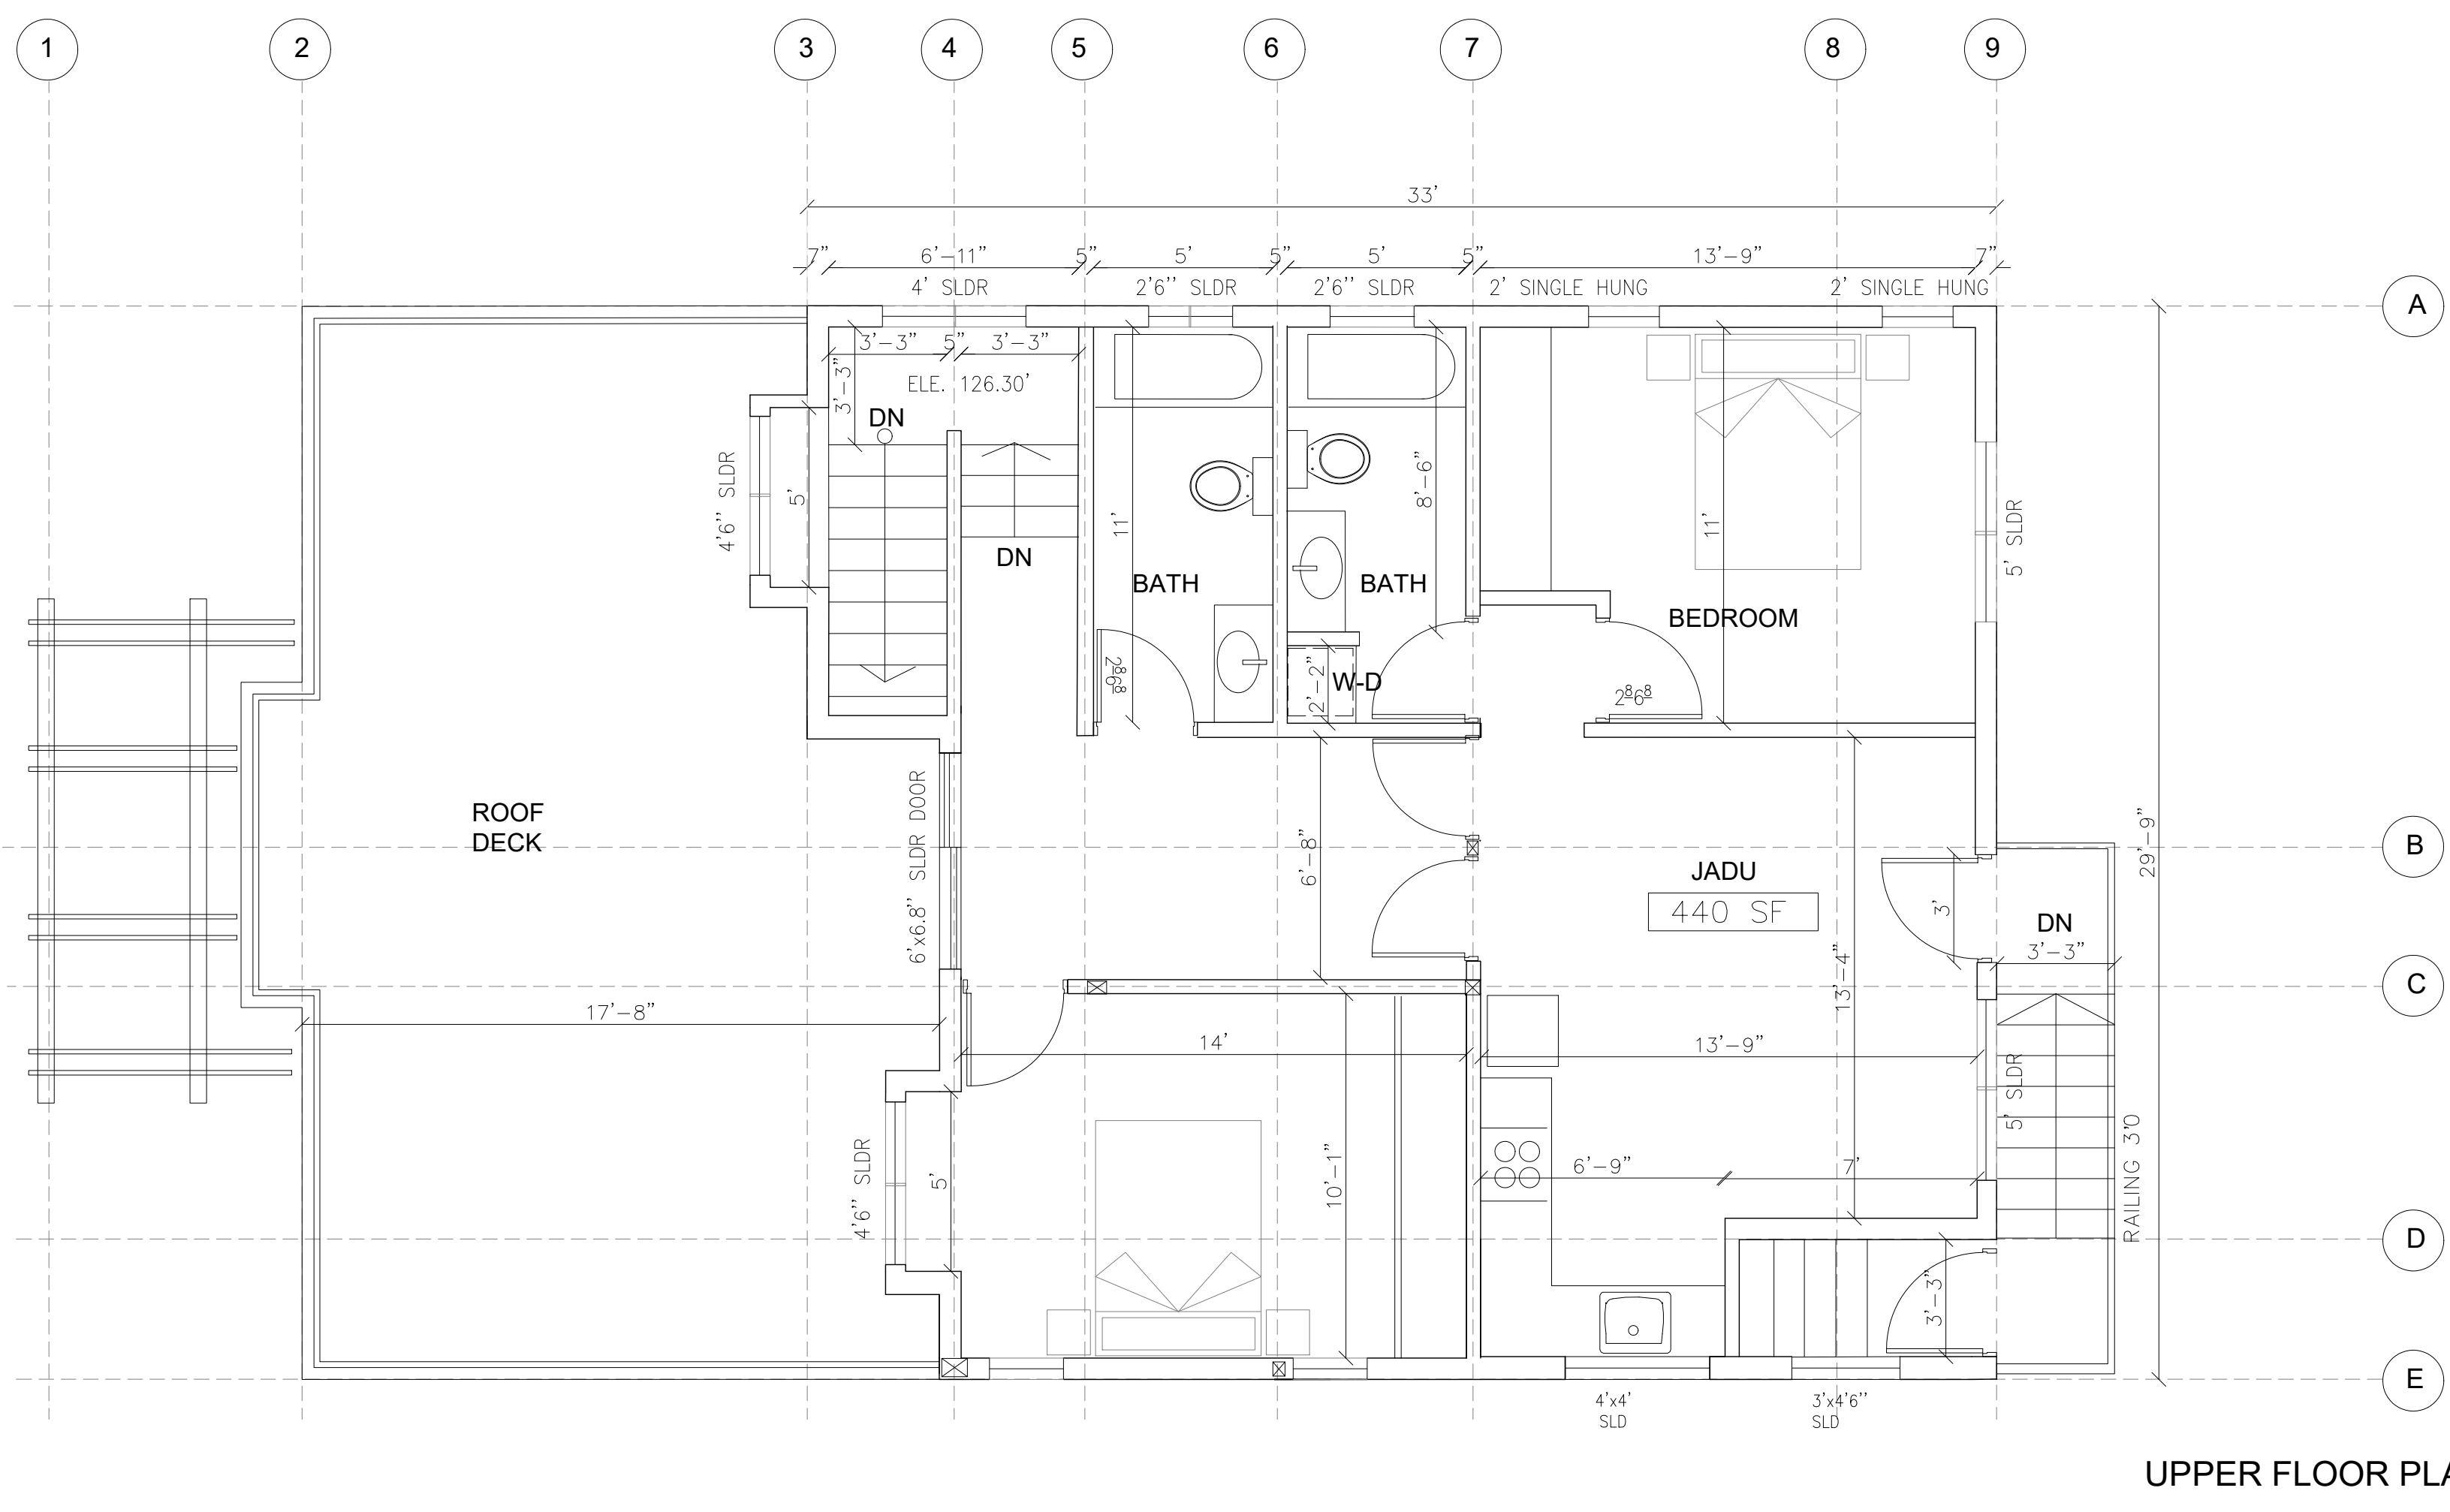 1 2 3 4 5 6 7 8 9
33'
7" 6'-11" 5" 5' 5" 5' 5" 13'-9" 7"
4' SLDR 2'6" SLDR 2'6" SLDR 2' SINGLE HUNG 2' SINGLE HUNG
A
3'-3" 5" 3'-3"
3'-3"
ELE. 126.30'
DN
4'6" SLDR
5'
DN
11'
8'-6"
11'
5' SLDR
BATH
BATH
BEDROOM
2868
2'-2"
W-D
2868
ROOF
DECK
6'x6.8" SLDR DOOR
6'-8"
B
29'-9"
JADU
440 SF
3'
DN
3'-3"
13'-4"
C
17'-8"
14'
13'-9"
5' SLDR
4'6" SLDR
5'
10'-1"
6'-9" 7'
RAILING 3'0
D
3'-3"
E
4'x4'
SLD
3'x4'6"
SLD
UPPER FLOOR PLA